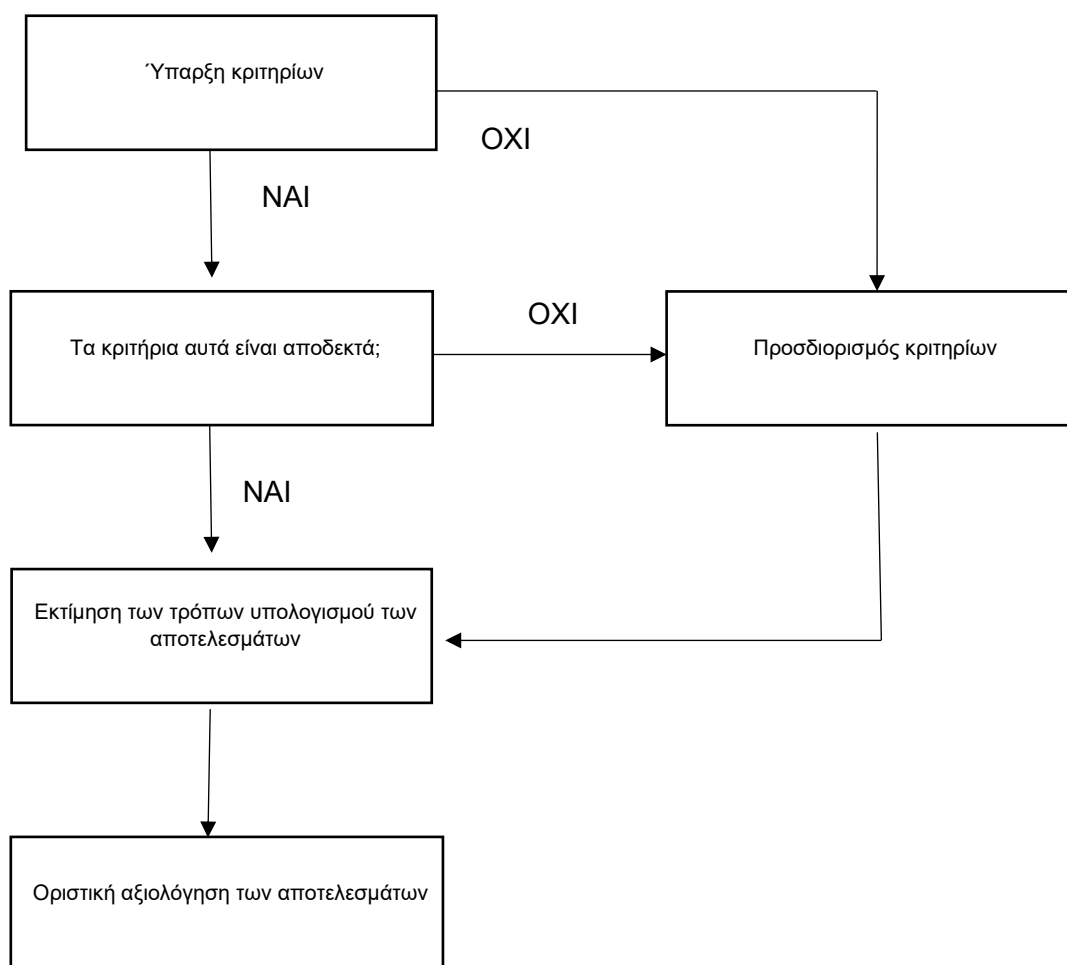 Ύπαρξη κριτηρίων
ΟΧΙ
ΝΑΙ
Τα κριτήρια αυτά είναι αποδεκτά;
ΟΧΙ
Προσδιορισμός κριτηρίων
ΝΑΙ
Εκτίμηση των τρόπων υπολογισμού των
αποτελεσμάτων
Οριστική αξιολόγηση των αποτελεσμάτων